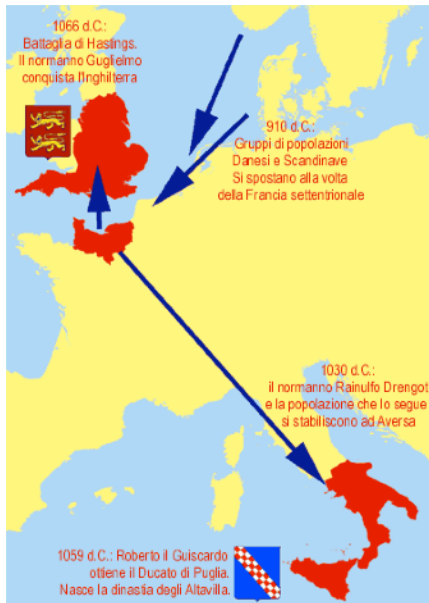 1066 d.C.:
Battaglia di Hastings.
Il normanno Guglielmo
conquista l'Inghilterra
910 d.C.:
Gruppi di popolazioni
Danesi e Scandinave
Si spostano alla volta
della Francia settentrionale
1030 d.C.:
il normanno Rainulfo Drengot
e la popolazione che lo segue
si stabiliscono ad Aversa
1059 d.C.: Roberto il Guiscardo
ottiene il Ducato di Puglia.
Nasce la dinastia degli Altavilla.